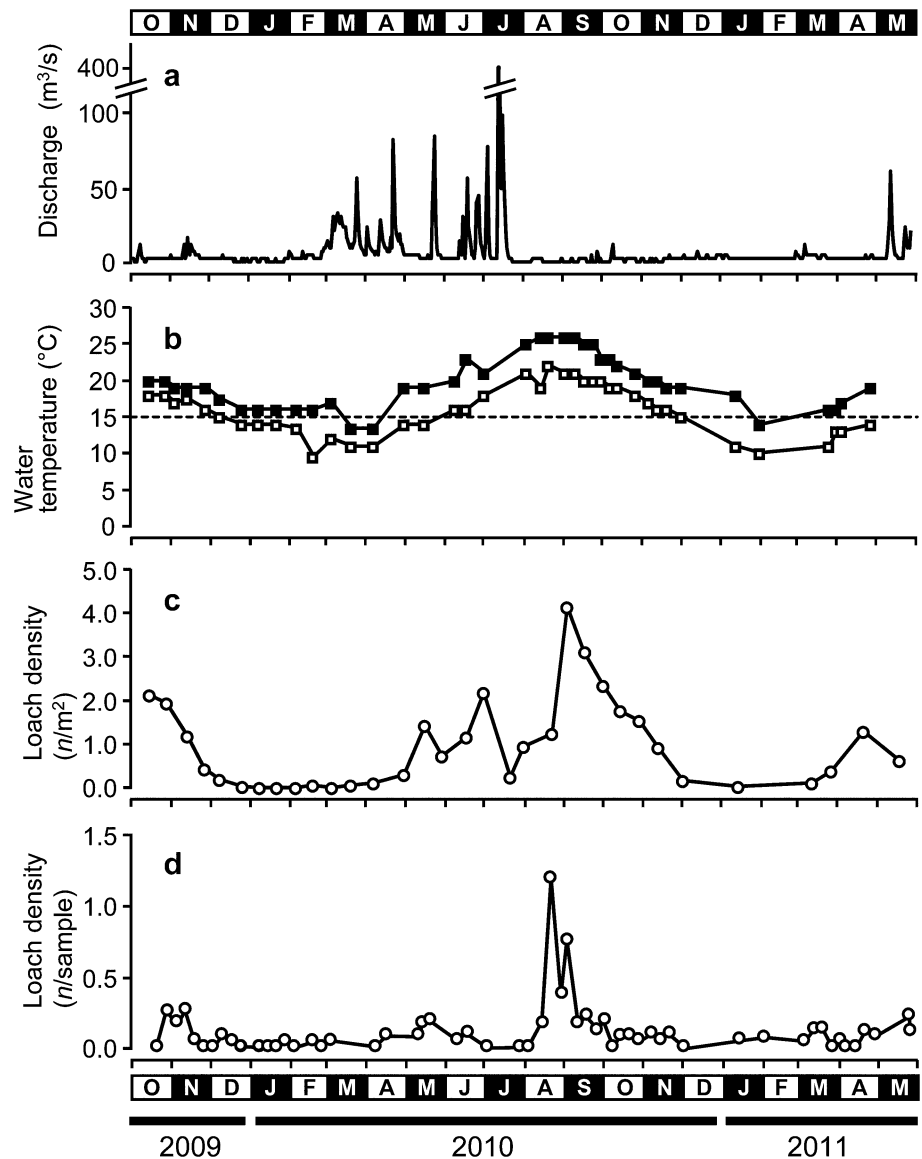 O N D J F M A M J J A S O N D J F M A M
a
Discharge (m³/s)
400
100
50
0
b
Water
temperature (°C)
30
25
20
15
10
5
0
c
Loach density
(n/m²)
5.0
4.0
3.0
2.0
1.0
0.0
d
Loach density
(n/sample)
1.5
1.0
0.5
0.0
O N D J F M A M J J A S O N D J F M A M
2009 2010 2011